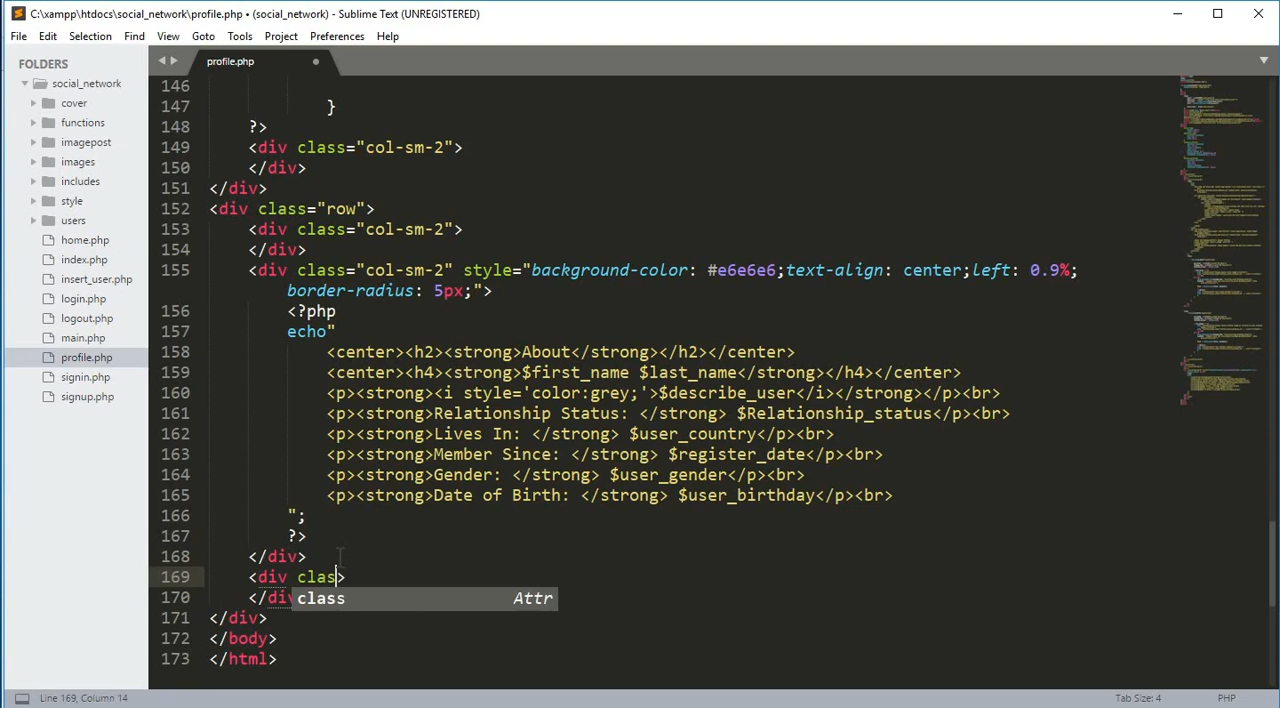 C:\xampp\htdocs\social_network\profile.php • (social_network) - Sublime Text (UNREGISTERED)
File Edit Selection Find View Goto Tools Project Preferences Help
FOLDERS
social_network
cover
functions
imagepost
images
includes
style
users
home.php
index.php
insert_user.php
login.php
logout.php
main.php
profile.php
signin.php
signup.php
profile.php
146
147 }
148 ?>
149 <div class="col-sm-2">
150 </div>
151 </div>
152 <div class="row">
153 <div class="col-sm-2">
154 </div>
155 <div class="col-sm-2" style="background-color: #e6e6e6;text-align: center;left: 0.9%;
border-radius: 5px;">
156 <?php
157 echo"
158 <center><h2><strong>About</strong></h2></center>
159 <center><h4><strong>$first_name $last_name</strong></h4></center>
160 <p><strong><i style='color:grey;'>$describe_user</i></strong></p><br>
161 <p><strong>Relationship Status: </strong> $Relationship_status</p><br>
162 <p><strong>Lives In: </strong> $user_country</p><br>
163 <p><strong>Member Since: </strong> $register_date</p><br>
164 <p><strong>Gender: </strong> $user_gender</p><br>
165 <p><strong>Date of Birth: </strong> $user_birthday</p><br>
166 ";
167 ?>
168 </div>
169 <div clas>
170 </div
class Attr
171 </div>
172 </body>
173 </html>
Line 169, Column 14 Tab Size: 4 PHP